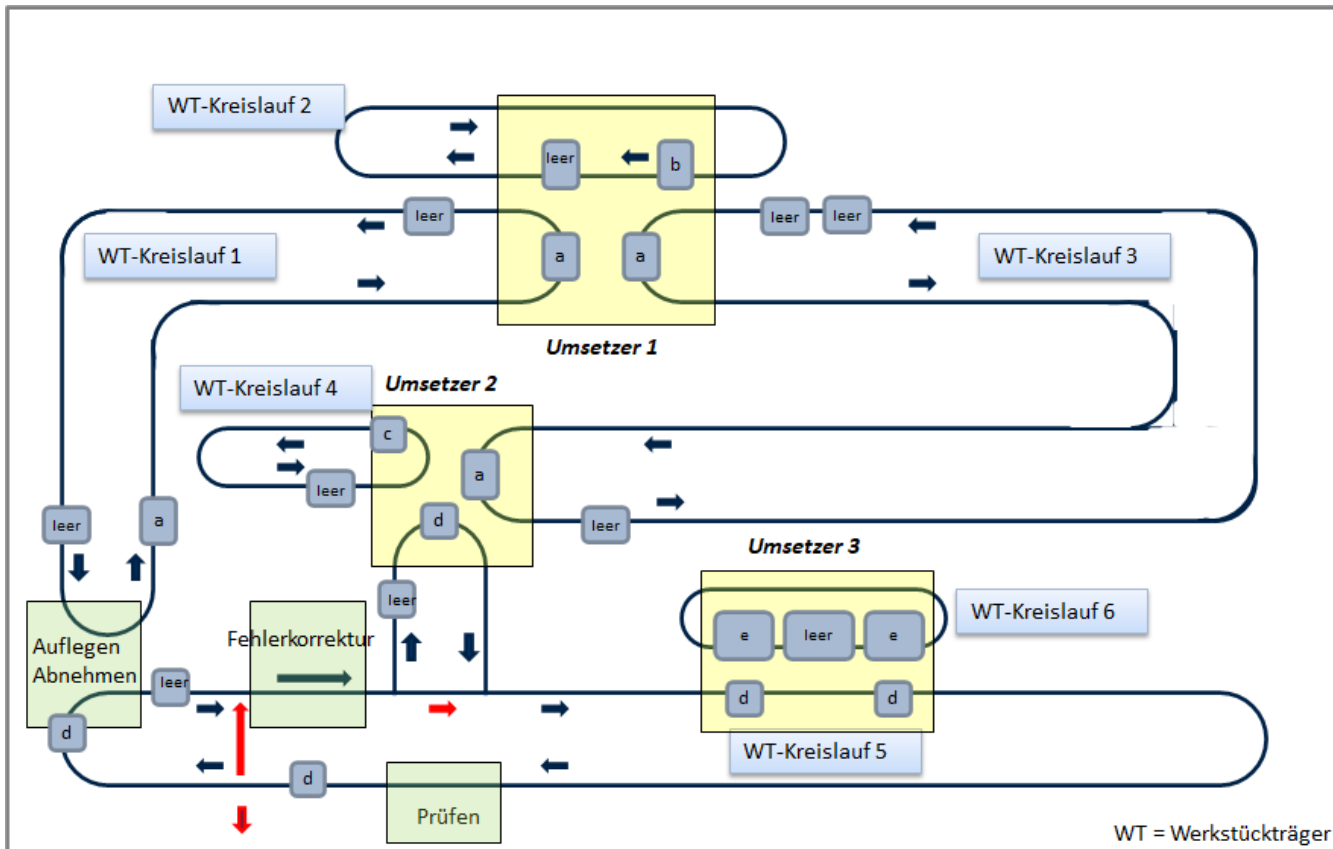 WT-Kreislauf 2
leer
b
leer
leer
leer
WT-Kreislauf 1
a
a
WT-Kreislauf 3
Umsetzer 1
WT-Kreislauf 4
Umsetzer 2
c
a
leer
leer
a
d
leer
Umsetzer 3
leer
WT-Kreislauf 6
e
leer
e
Auflegen
Abnehmen
Fehlerkorrektur
leer
d
d
d
WT-Kreislauf 5
d
Prüfen
WT = Werkstückträger